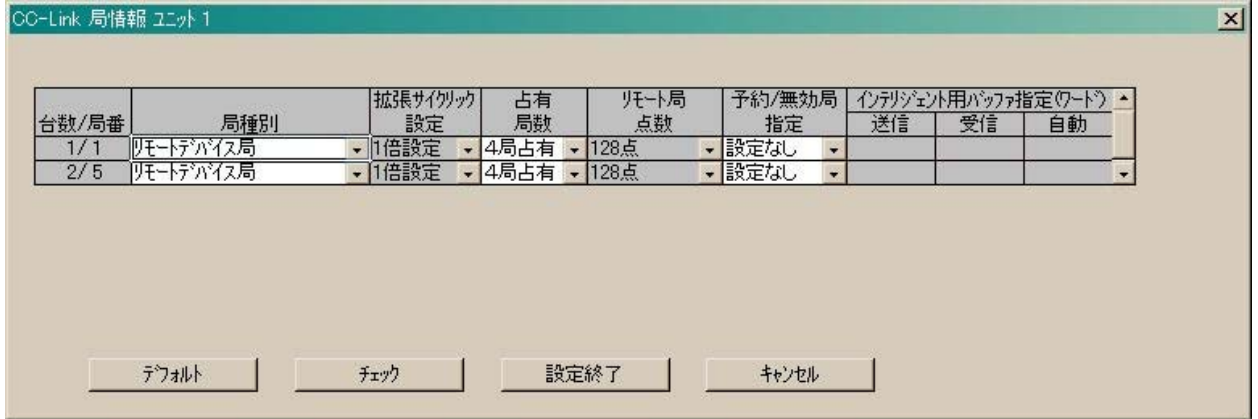 CC-Link 局情報 ユニット 1
拡張サイクリック 占有 リモート局 予約/無効局 インテリジェント用バッファ指定(ワード)
台数/局番 局種別 設定 局数 点数 指定 送信 受信 自動
1/ 1 リモートデバイス局 1倍設定 4局占有 128点 設定なし
2/ 5 リモートデバイス局 1倍設定 4局占有 128点 設定なし
デフォルト チェック 設定終了 キャンセル